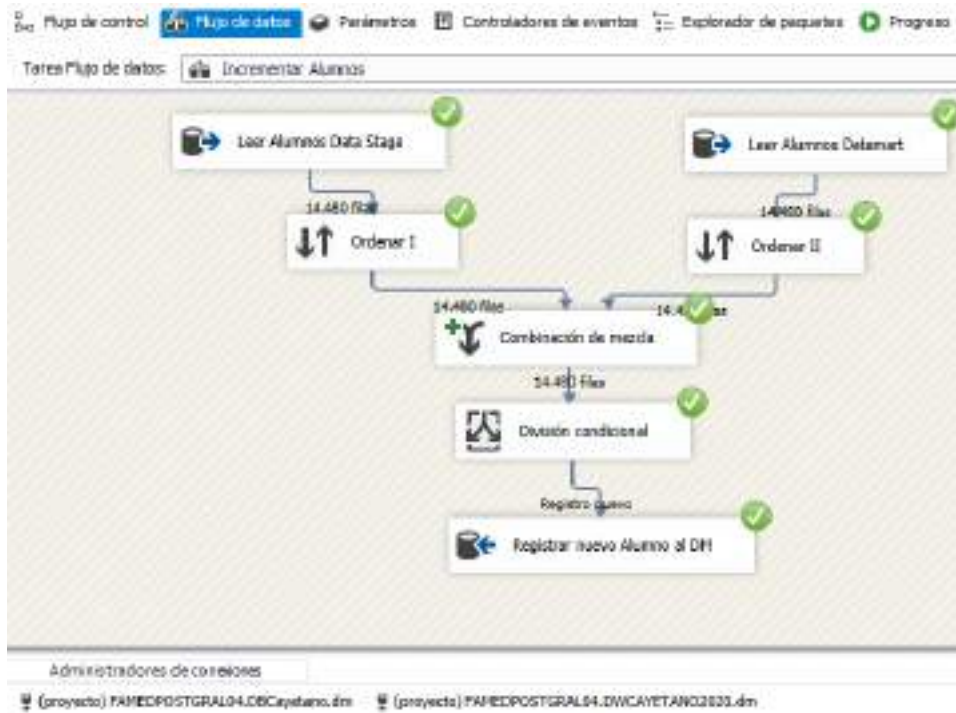 Flujo de control Flujo de datos Parámetros Controladores de eventos Explorador de paquetes Progreso
Tarea Flujo de datos: Incrementar Alumnos
Leer Alumnos Data Stage
Leer Alumnos Datamart
14.480 filas
14.480 filas
Ordenar I
Ordenar II
14.480 filas
Combinación de mezcla
14.480 filas
División condicional
Registro nuevo
Registrar nuevo Alumno al DM
Administradores de conexiones
(proyecto) FAMEDPOSTGRAL04.DBCayetano.dm (proyecto) FAMEDPOSTGRAL04.DWCAYETANO2020.dm